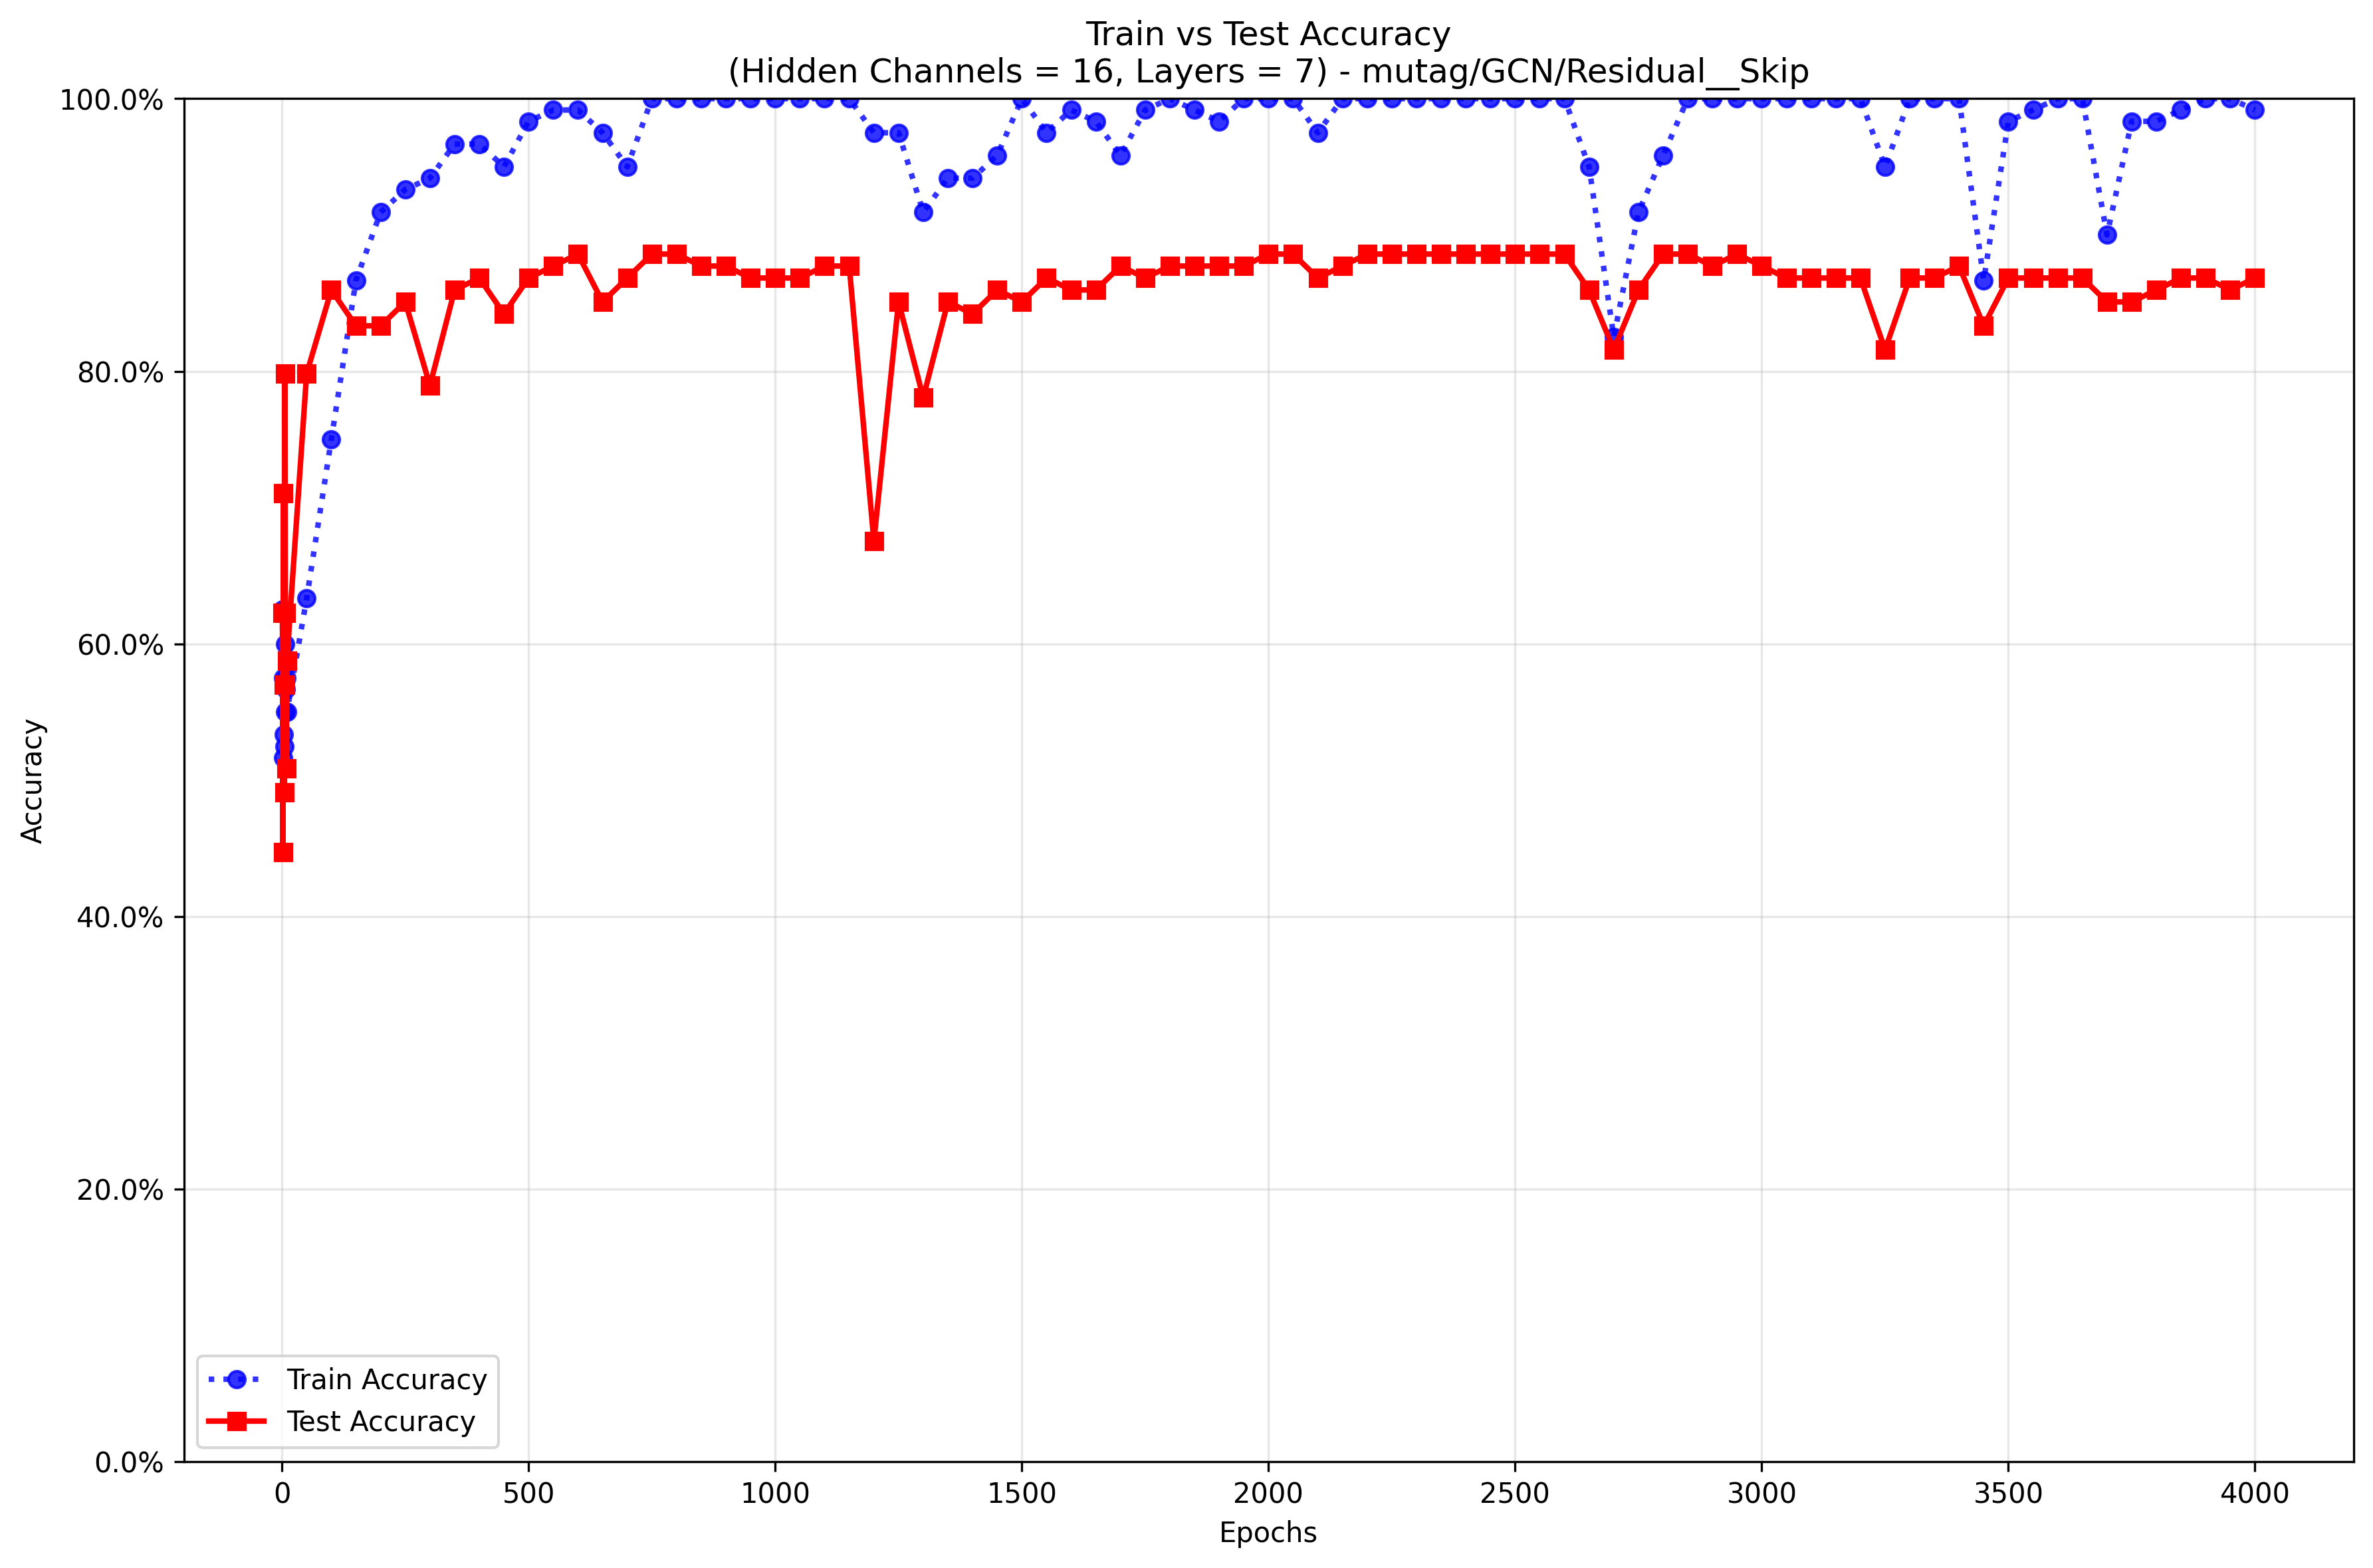 Train vs Test Accuracy
(Hidden Channels = 16, Layers = 7) - mutag/GCN/Residual__Skip
100.0%
80.0%
60.0%
40.0%
20.0%
0.0%
Accuracy
Train Accuracy
Test Accuracy
0 500 1000 1500 2000 2500 3000 3500 4000
Epochs